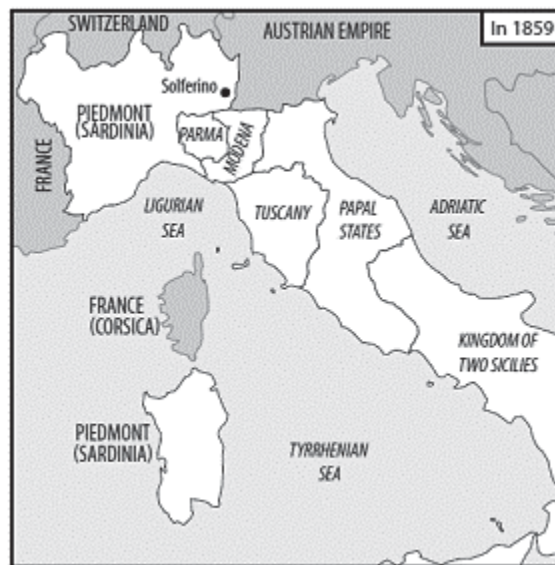 SWITZERLAND
AUSTRIAN EMPIRE
In 1859
Solferino
PIEDMONT
(SARDINIA)
PARMA
MODENA
FRANCE
LIGURIAN
SEA
TUSCANY
PAPAL
STATES
ADRIATIC
SEA
FRANCE
(CORSICA)
KINGDOM OF
TWO SICILIES
PIEDMONT
(SARDINIA)
TYRRHENIAN
SEA